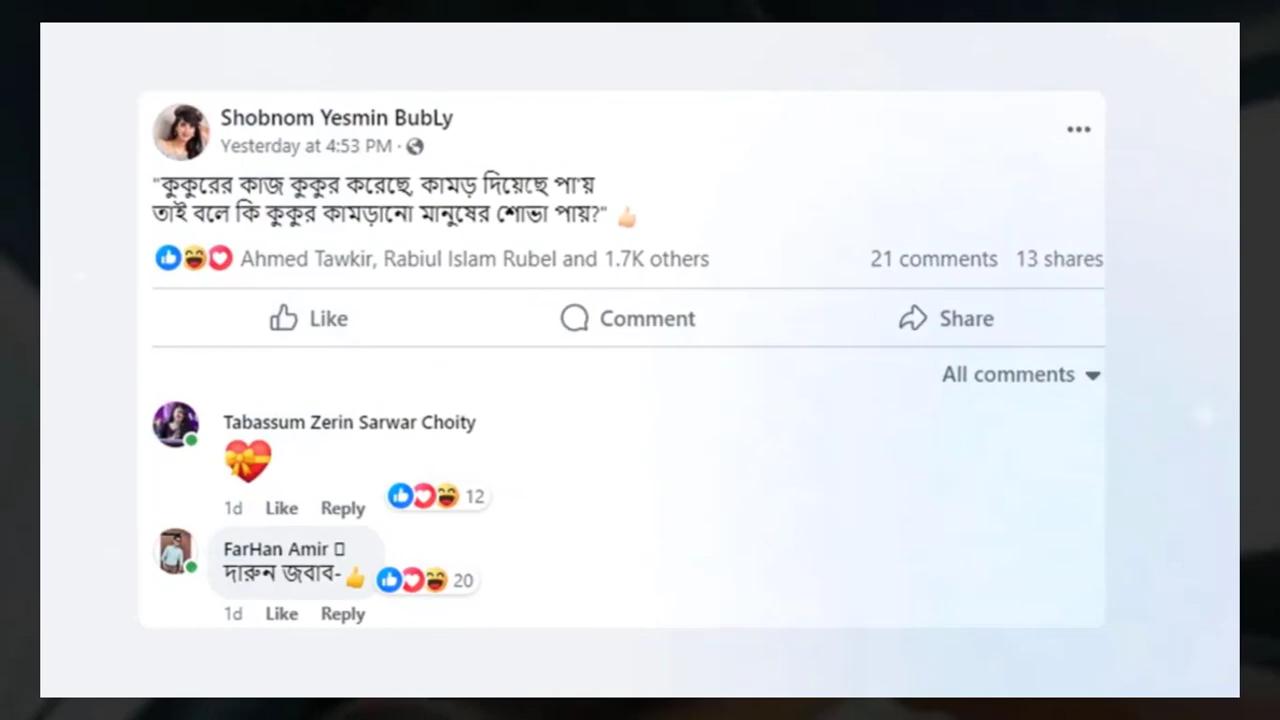 Shobnom Yesmin BubLy
Yesterday at 4:53 PM ·
"কুকুরের কাজ কুকুর করেছে, কামড় দিয়েছে পা'য়
তাই বলে কি কুকুর কামড়ানো মানুষের শোভা পায়?"
Ahmed Tawkir, Rabiul Islam Rubel and 1.7K others 21 comments 13 shares
Like Comment Share
All comments
Tabassum Zerin Sarwar Choity
1d Like Reply 12
FarHan Amir
দারুন জবাব- 20
1d Like Reply